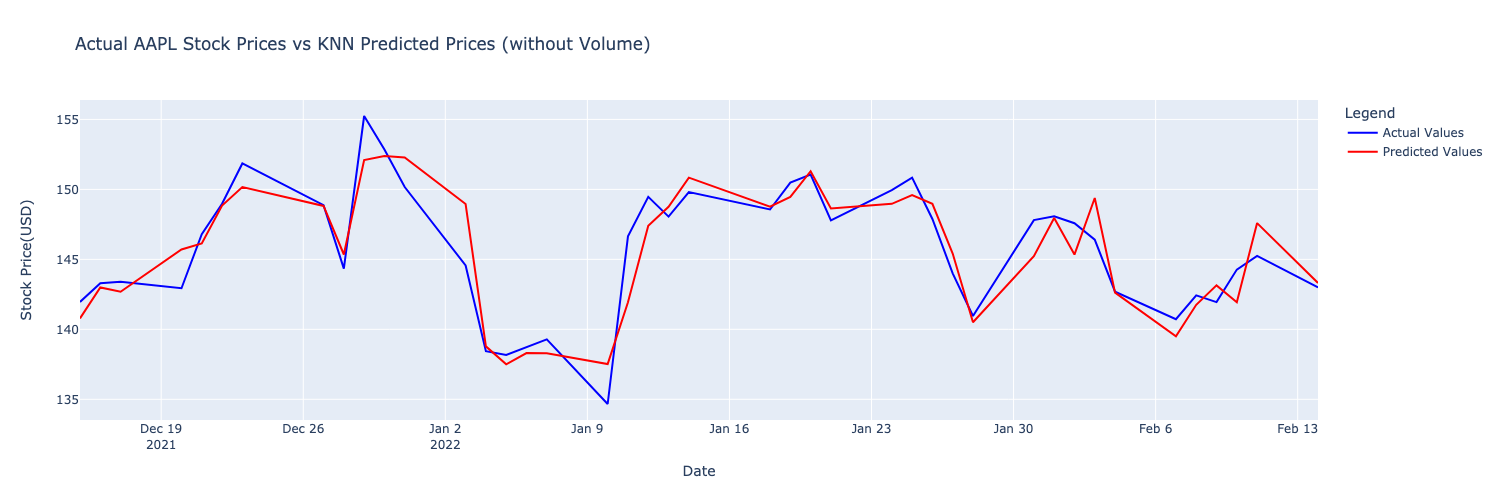 Actual AAPL Stock Prices vs KNN Predicted Prices (without Volume)
Legend
Actual Values
Predicted Values
Stock Price(USD)
155
150
145
140
135
Dec 19
2021
Dec 26
Jan 2
2022
Jan 9
Jan 16
Jan 23
Jan 30
Feb 6
Feb 13
Date